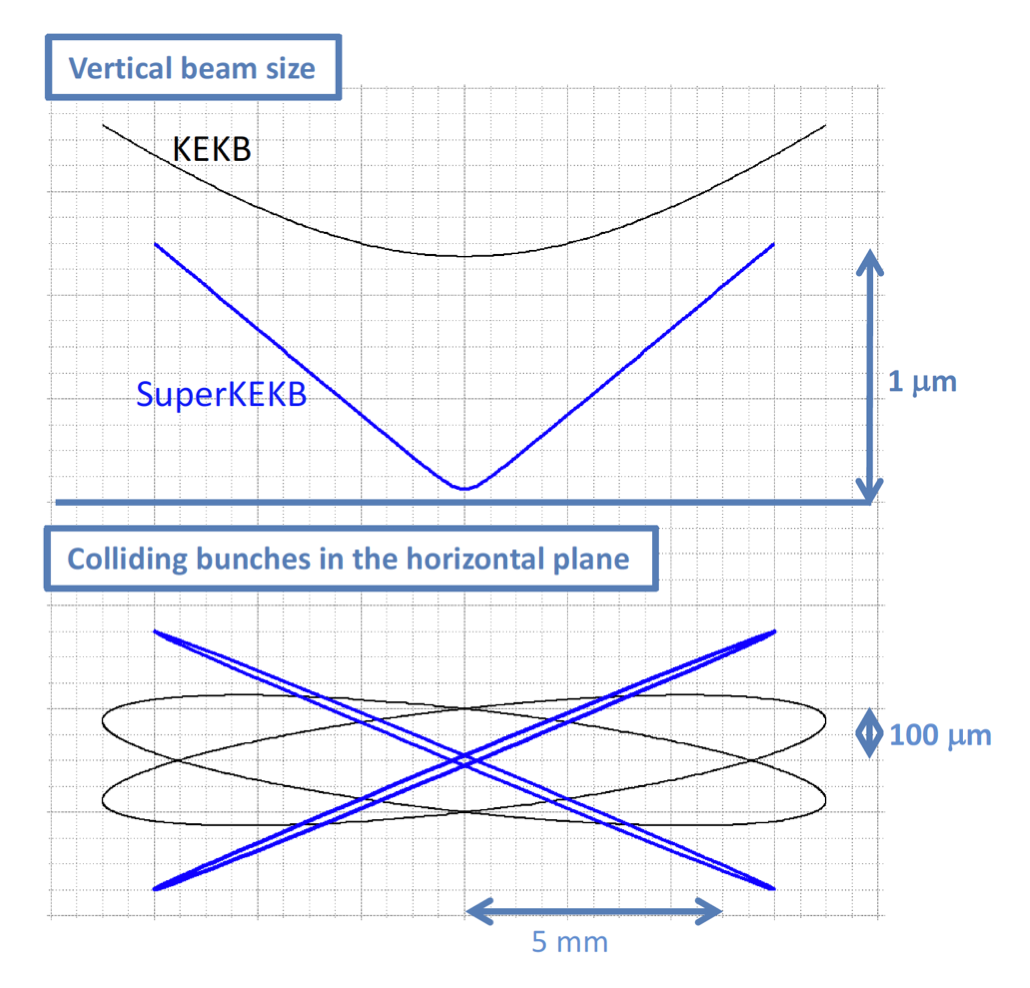 Vertical beam size
KEKB
SuperKEKB
1 μm
Colliding bunches in the horizontal plane
100 μm
5 mm